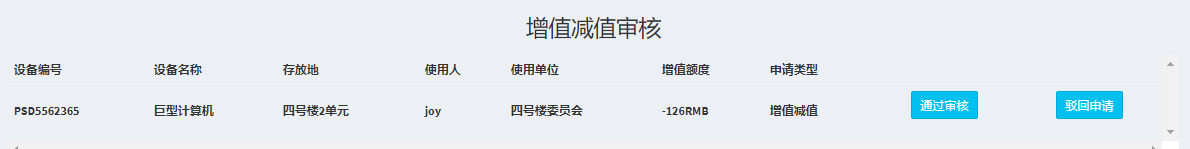 增值减值审核
设备编号 设备名称 存放地 使用人 使用单位 增值额度 申请类型
PSD5562365 巨型计算机 四号楼2单元 joy 四号楼委员会 -126RMB 增值减值 通过审核 驳回申请